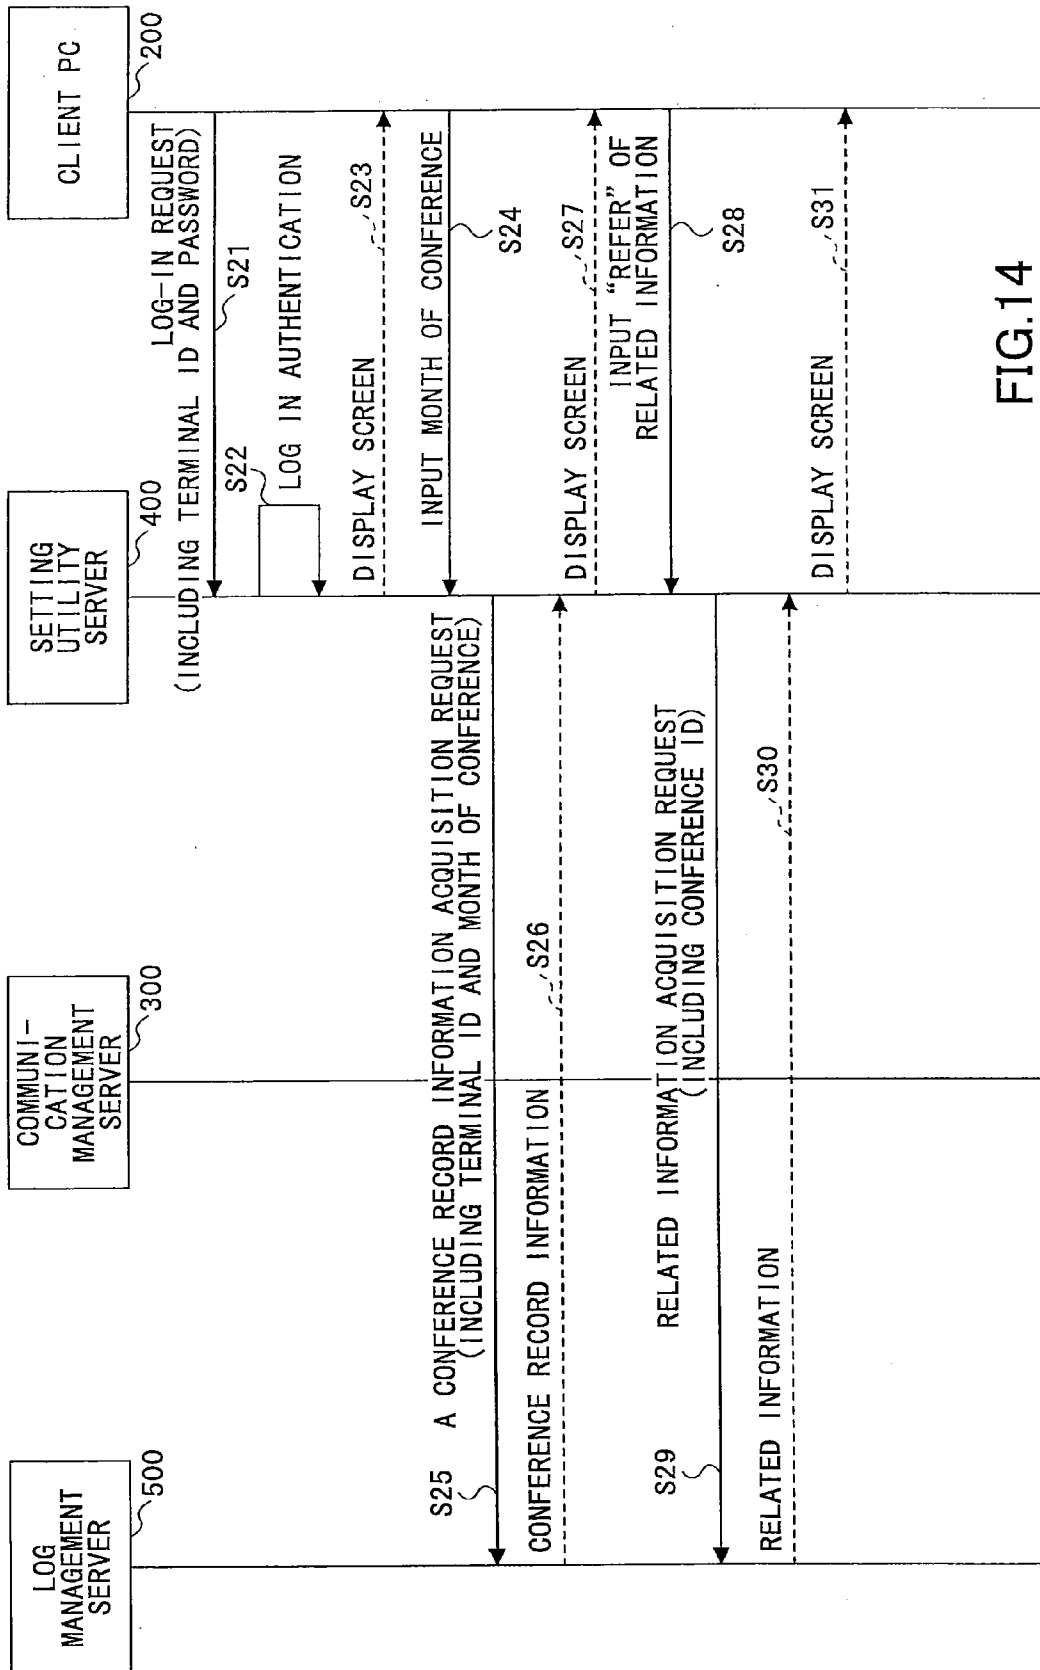 LOG
MANAGEMENT
SERVER
500
COMMUNI-
CATION
MANAGEMENT
SERVER
300
SETTING
UTILITY
SERVER
400
CLIENT PC
200
LOG-IN REQUEST
(INCLUDING TERMINAL ID AND PASSWORD)
S21
S22
LOG IN AUTHENTICATION
DISPLAY SCREEN
S23
INPUT MONTH OF CONFERENCE
S24
S25
A CONFERENCE RECORD INFORMATION ACQUISITION REQUEST
(INCLUDING TERMINAL ID AND MONTH OF CONFERENCE)
CONFERENCE RECORD INFORMATION
S26
DISPLAY SCREEN
S27
INPUT “REFER” OF
RELATED INFORMATION
S28
S29
RELATED INFORMATION ACQUISITION REQUEST
(INCLUDING CONFERENCE ID)
RELATED INFORMATION
S30
DISPLAY SCREEN
S31
FIG.14